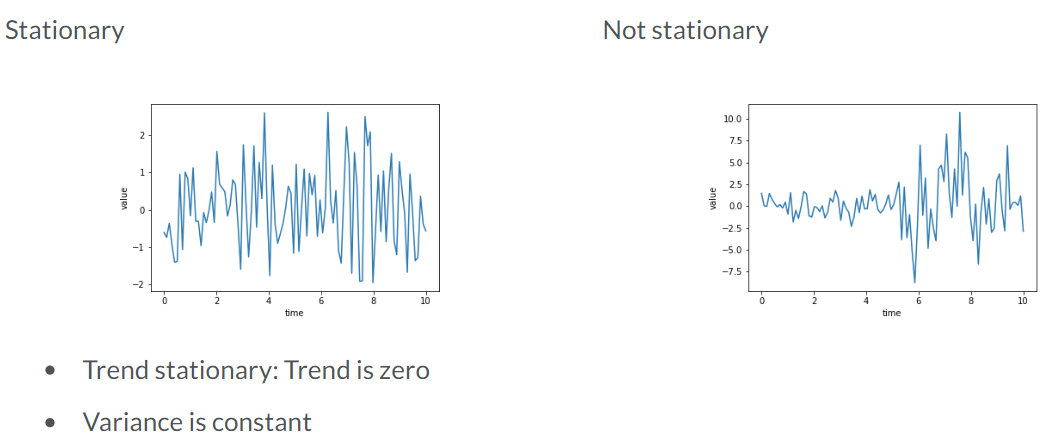 Stationary
Not stationary
2
1
0
−1
−2
value
0 2 4 6 8 10
time
10.0
7.5
5.0
2.5
0.0
−2.5
−5.0
−7.5
value
0 2 4 6 8 10
time
• Trend stationary: Trend is zero
• Variance is constant